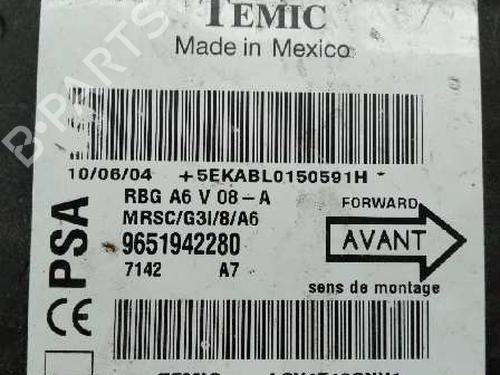 TEMIC
Made in Mexico
10/06/04 +5EKABL0150591H *
RBG A6 V 08-A
MRSC/G3I/8/A6
9651942280
7142 A7
PSA
CE
FORWARD
AVANT
sens de montage
B-PARTS